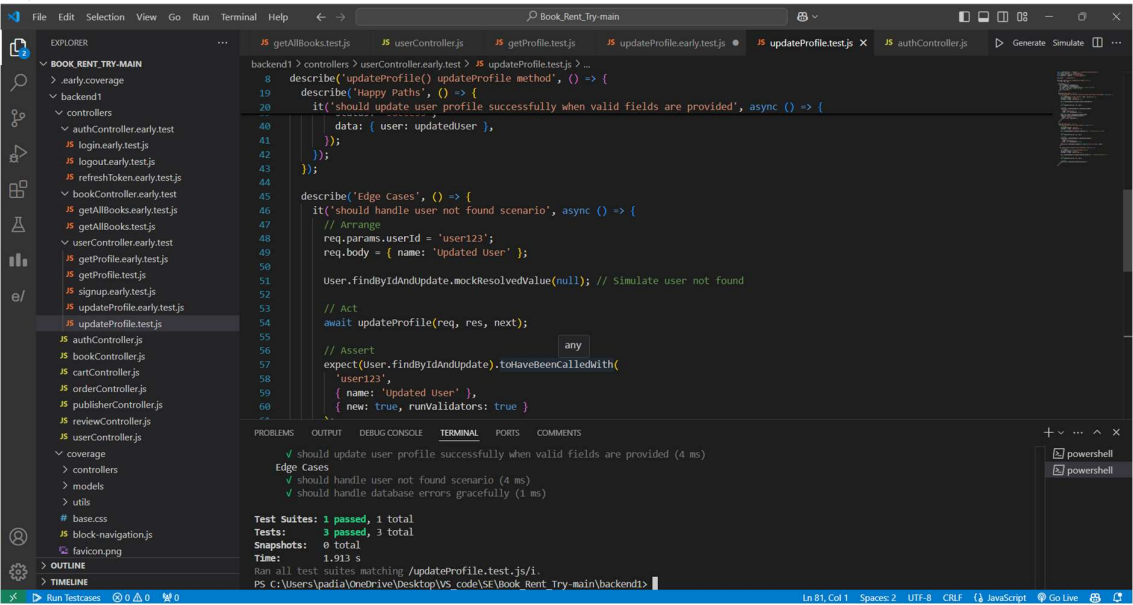 File Edit Selection View Go Run Terminal Help
Book_Rent_Try-main
EXPLORER
JS getAllBooks.test.js JS userController.js JS getProfile.test.js JS updateProfile.early.test.js JS updateProfile.test.js JS authController.js Generate Simulate
BOOK_RENT_TRY-MAIN
.early.coverage
backend1
controllers
authController.early.test
JS login.early.test.js
JS logout.early.test.js
JS refreshToken.early.test.js
bookController.early.test
JS getAllBooks.early.test.js
JS getAllBooks.test.js
userController.early.test
JS getProfile.early.test.js
JS getProfile.test.js
JS signup.early.test.js
JS updateProfile.early.test.js
JS updateProfile.test.js
JS authController.js
JS bookController.js
JS cartController.js
JS orderController.js
JS publisherController.js
JS reviewController.js
JS userController.js
coverage
controllers
models
utils
# base.css
JS block-navigation.js
favicon.png
OUTLINE
TIMELINE
backend1 > controllers > userController.early.test > JS updateProfile.test.js > ...
8 describe('updateProfile() updateProfile method', () => {
19 describe('Happy Paths', () => {
20 it('should update user profile successfully when valid fields are provided', async () => {
40 data: { user: updatedUser },
41 });
42 });
43 });
44
45 describe('Edge Cases', () => {
46 it('should handle user not found scenario', async () => {
47 // Arrange
48 req.params.userId = 'user123';
49 req.body = { name: 'Updated User' };
50
51 User.findByIdAndUpdate.mockResolvedValue(null); // Simulate user not found
52
53 // Act
54 await updateProfile(req, res, next);
55
any
56 // Assert
57 expect(User.findByIdAndUpdate).toHaveBeenCalledWith(
58 'user123',
59 { name: 'Updated User' },
60 { new: true, runValidators: true }
PROBLEMS OUTPUT DEBUG CONSOLE TERMINAL PORTS COMMENTS
√ should update user profile successfully when valid fields are provided (4 ms)
Edge Cases
√ should handle user not found scenario (4 ms)
√ should handle database errors gracefully (1 ms)
Test Suites: 1 passed, 1 total
Tests: 3 passed, 3 total
Snapshots: 0 total
Time: 1.913 s
Ran all test suites matching /updateProfile.test.js/i.
PS C:\Users\padia\OneDrive\Desktop\VS_code\SE\Book_Rent_Try-main\backend1>
powershell
powershell
Run Testcases 0 0 0 Ln 81, Col 1 Spaces: 2 UTF-8 CRLF {} JavaScript Go Live